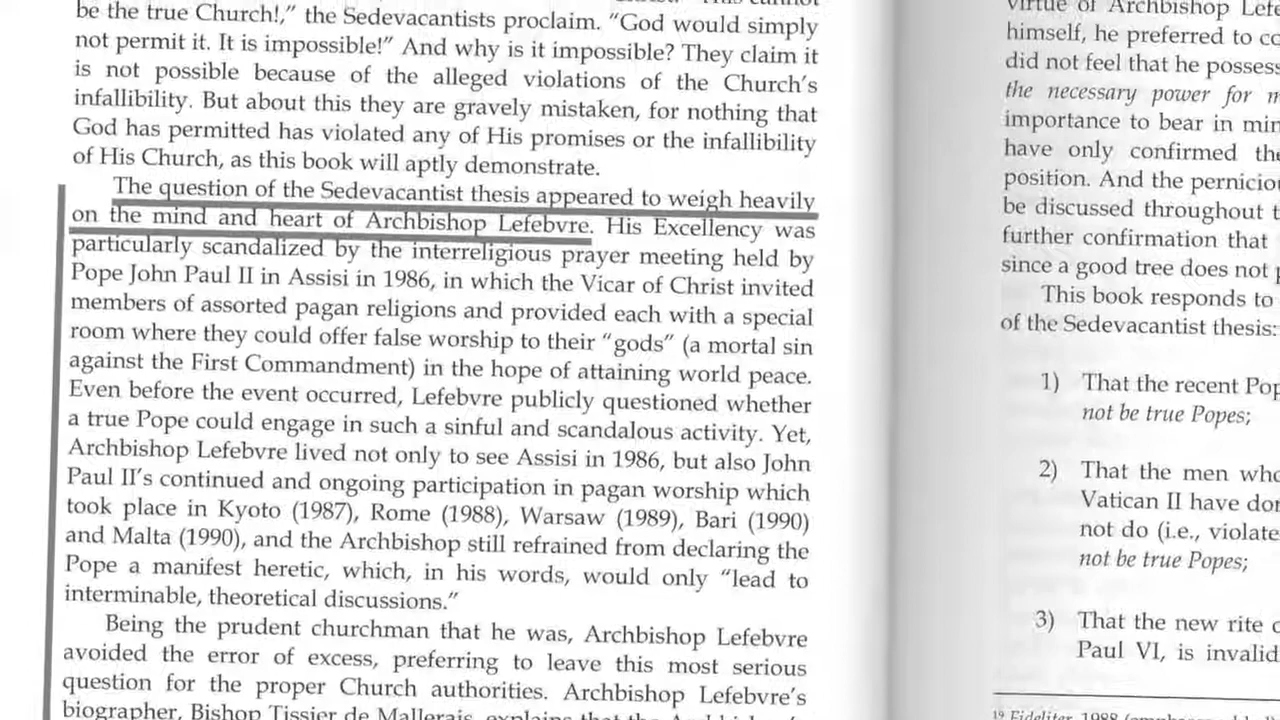 be the true Church!," the Sedevacantists proclaim. "God would simply
not permit it. It is impossible!" And why is it impossible? They claim it
is not possible because of the alleged violations of the Church's
infallibility. But about this they are gravely mistaken, for nothing that
God has permitted has violated any of His promises or the infallibility
of His Church, as this book will aptly demonstrate.
The question of the Sedevacantist thesis appeared to weigh heavily
on the mind and heart of Archbishop Lefebvre. His Excellency was
particularly scandalized by the interreligious prayer meeting held by
Pope John Paul II in Assisi in 1986, in which the Vicar of Christ invited
members of assorted pagan religions and provided each with a special
room where they could offer false worship to their "gods" (a mortal sin
against the First Commandment) in the hope of attaining world peace.
Even before the event occurred, Lefebvre publicly questioned whether
a true Pope could engage in such a sinful and scandalous activity. Yet,
Archbishop Lefebvre lived not only to see Assisi in 1986, but also John
Paul II's continued and ongoing participation in pagan worship which
took place in Kyoto (1987), Rome (1988), Warsaw (1989), Bari (1990)
and Malta (1990), and the Archbishop still refrained from declaring the
Pope a manifest heretic, which, in his words, would only "lead to
interminable, theoretical discussions."
Being the prudent churchman that he was, Archbishop Lefebvre
avoided the error of excess, preferring to leave this most serious
question for the proper Church authorities. Archbishop Lefebvre's
biographer, Bishop Tissier de Mallerais, explains that the
virtue of Archbishop
himself, he preferred to
did not feel that he
the necessary power for
importance to bear in
have only confirmed
position. And the
be discussed throughout
further confirmation that
since a good tree does not
This book responds to
of the Sedevacantist thesis:
1) That the recent
not be true Popes;
2) That the men
Vatican II have
not do (i.e.,
not be true Popes;
3) That the new rite
Paul VI, is
19 Fideliter, 1988